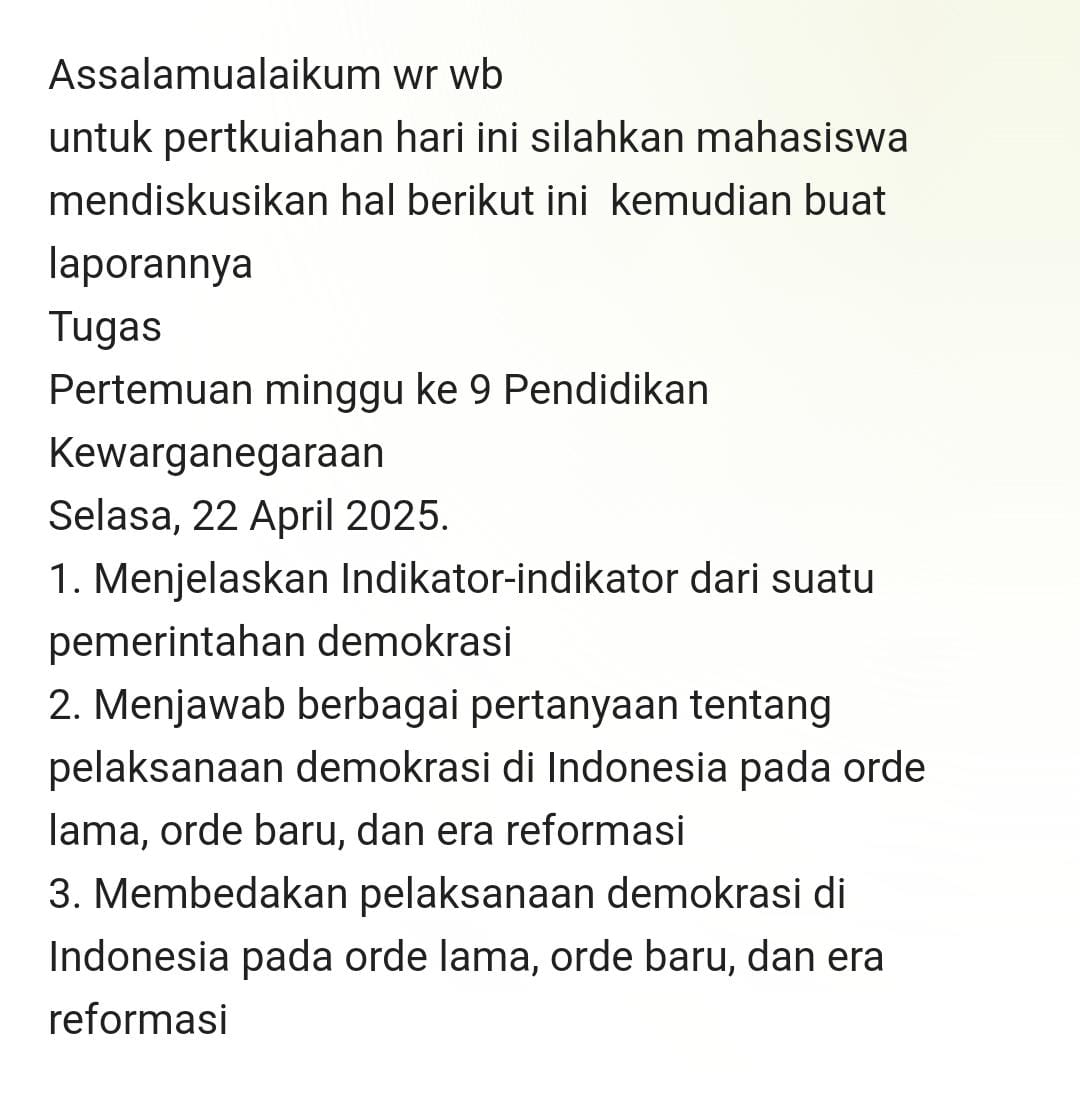 Assalamualaikum wr wb
untuk pertkuiahan hari ini silahkan mahasiswa
mendiskusikan hal berikut ini  kemudian buat
laporannya
Tugas
Pertemuan minggu ke 9 Pendidikan
Kewarganegaraan
Selasa, 22 April 2025.
1. Menjelaskan Indikator-indikator dari suatu
pemerintahan demokrasi
2. Menjawab berbagai pertanyaan tentang
pelaksanaan demokrasi di Indonesia pada orde
lama, orde baru, dan era reformasi
3. Membedakan pelaksanaan demokrasi di
Indonesia pada orde lama, orde baru, dan era
reformasi